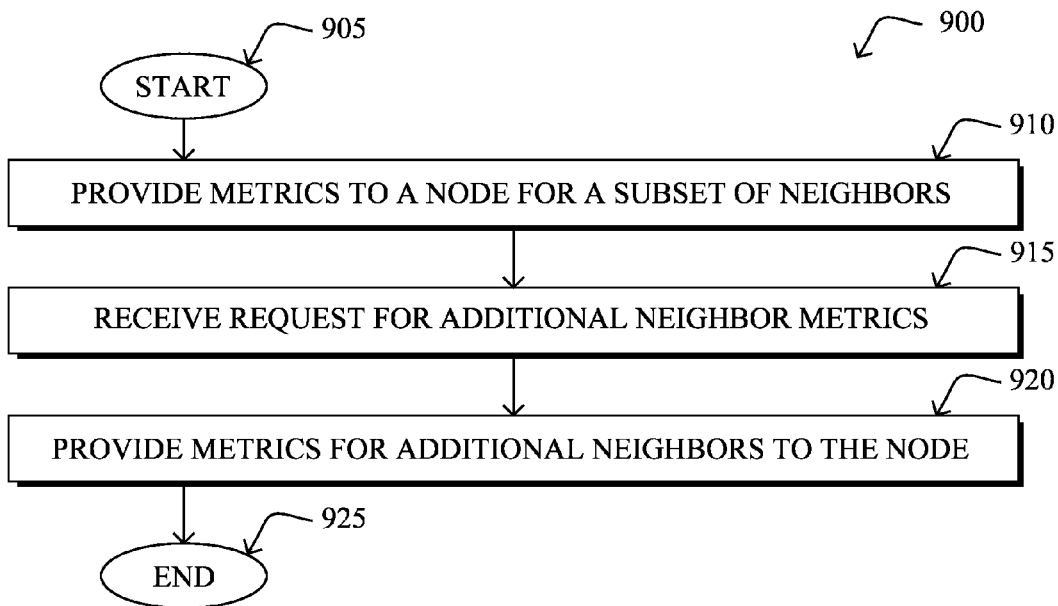 905
900
START
910
PROVIDE METRICS TO A NODE FOR A SUBSET OF NEIGHBORS
915
RECEIVE REQUEST FOR ADDITIONAL NEIGHBOR METRICS
920
PROVIDE METRICS FOR ADDITIONAL NEIGHBORS TO THE NODE
925
END